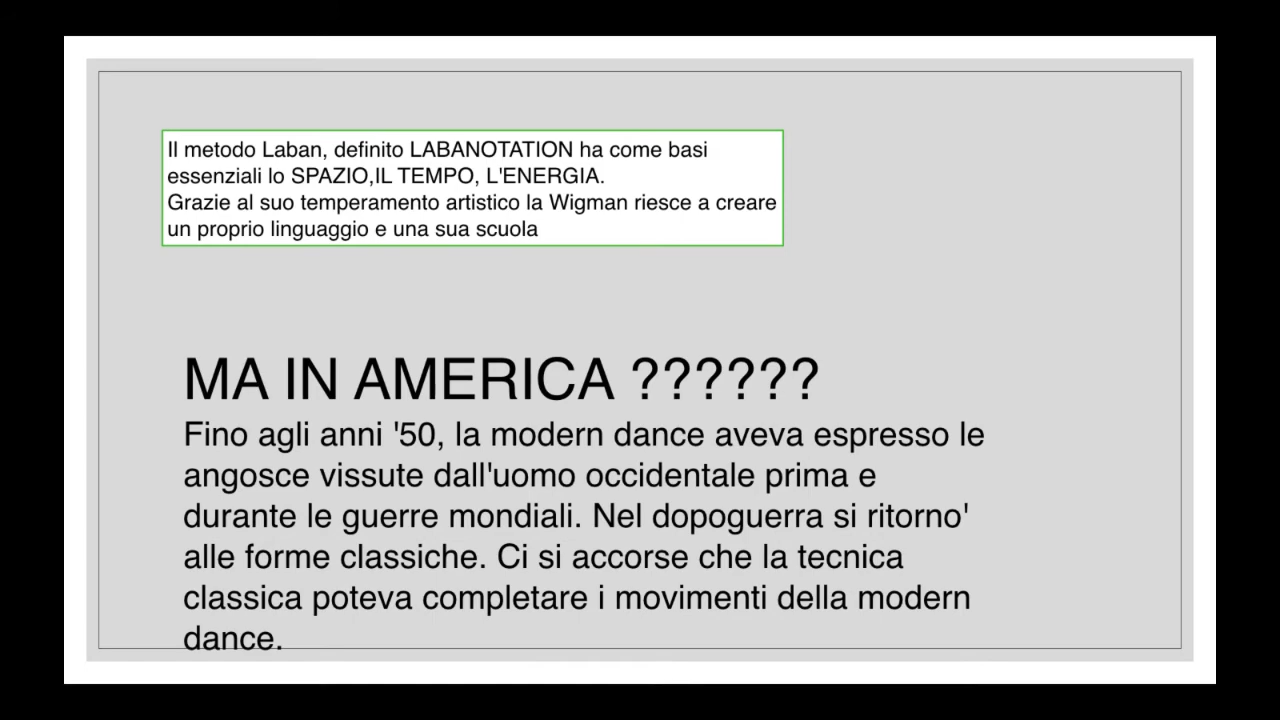 Il metodo Laban, definito LABANOTATION ha come basi
essenziali lo SPAZIO,IL TEMPO, L'ENERGIA.
Grazie al suo temperamento artistico la Wigman riesce a creare
un proprio linguaggio e una sua scuola
MA IN AMERICA ??????
Fino agli anni '50, la modern dance aveva espresso le
angosce vissute dall'uomo occidentale prima e
durante le guerre mondiali. Nel dopoguerra si ritorno'
alle forme classiche. Ci si accorse che la tecnica
classica poteva completare i movimenti della modern
dance.